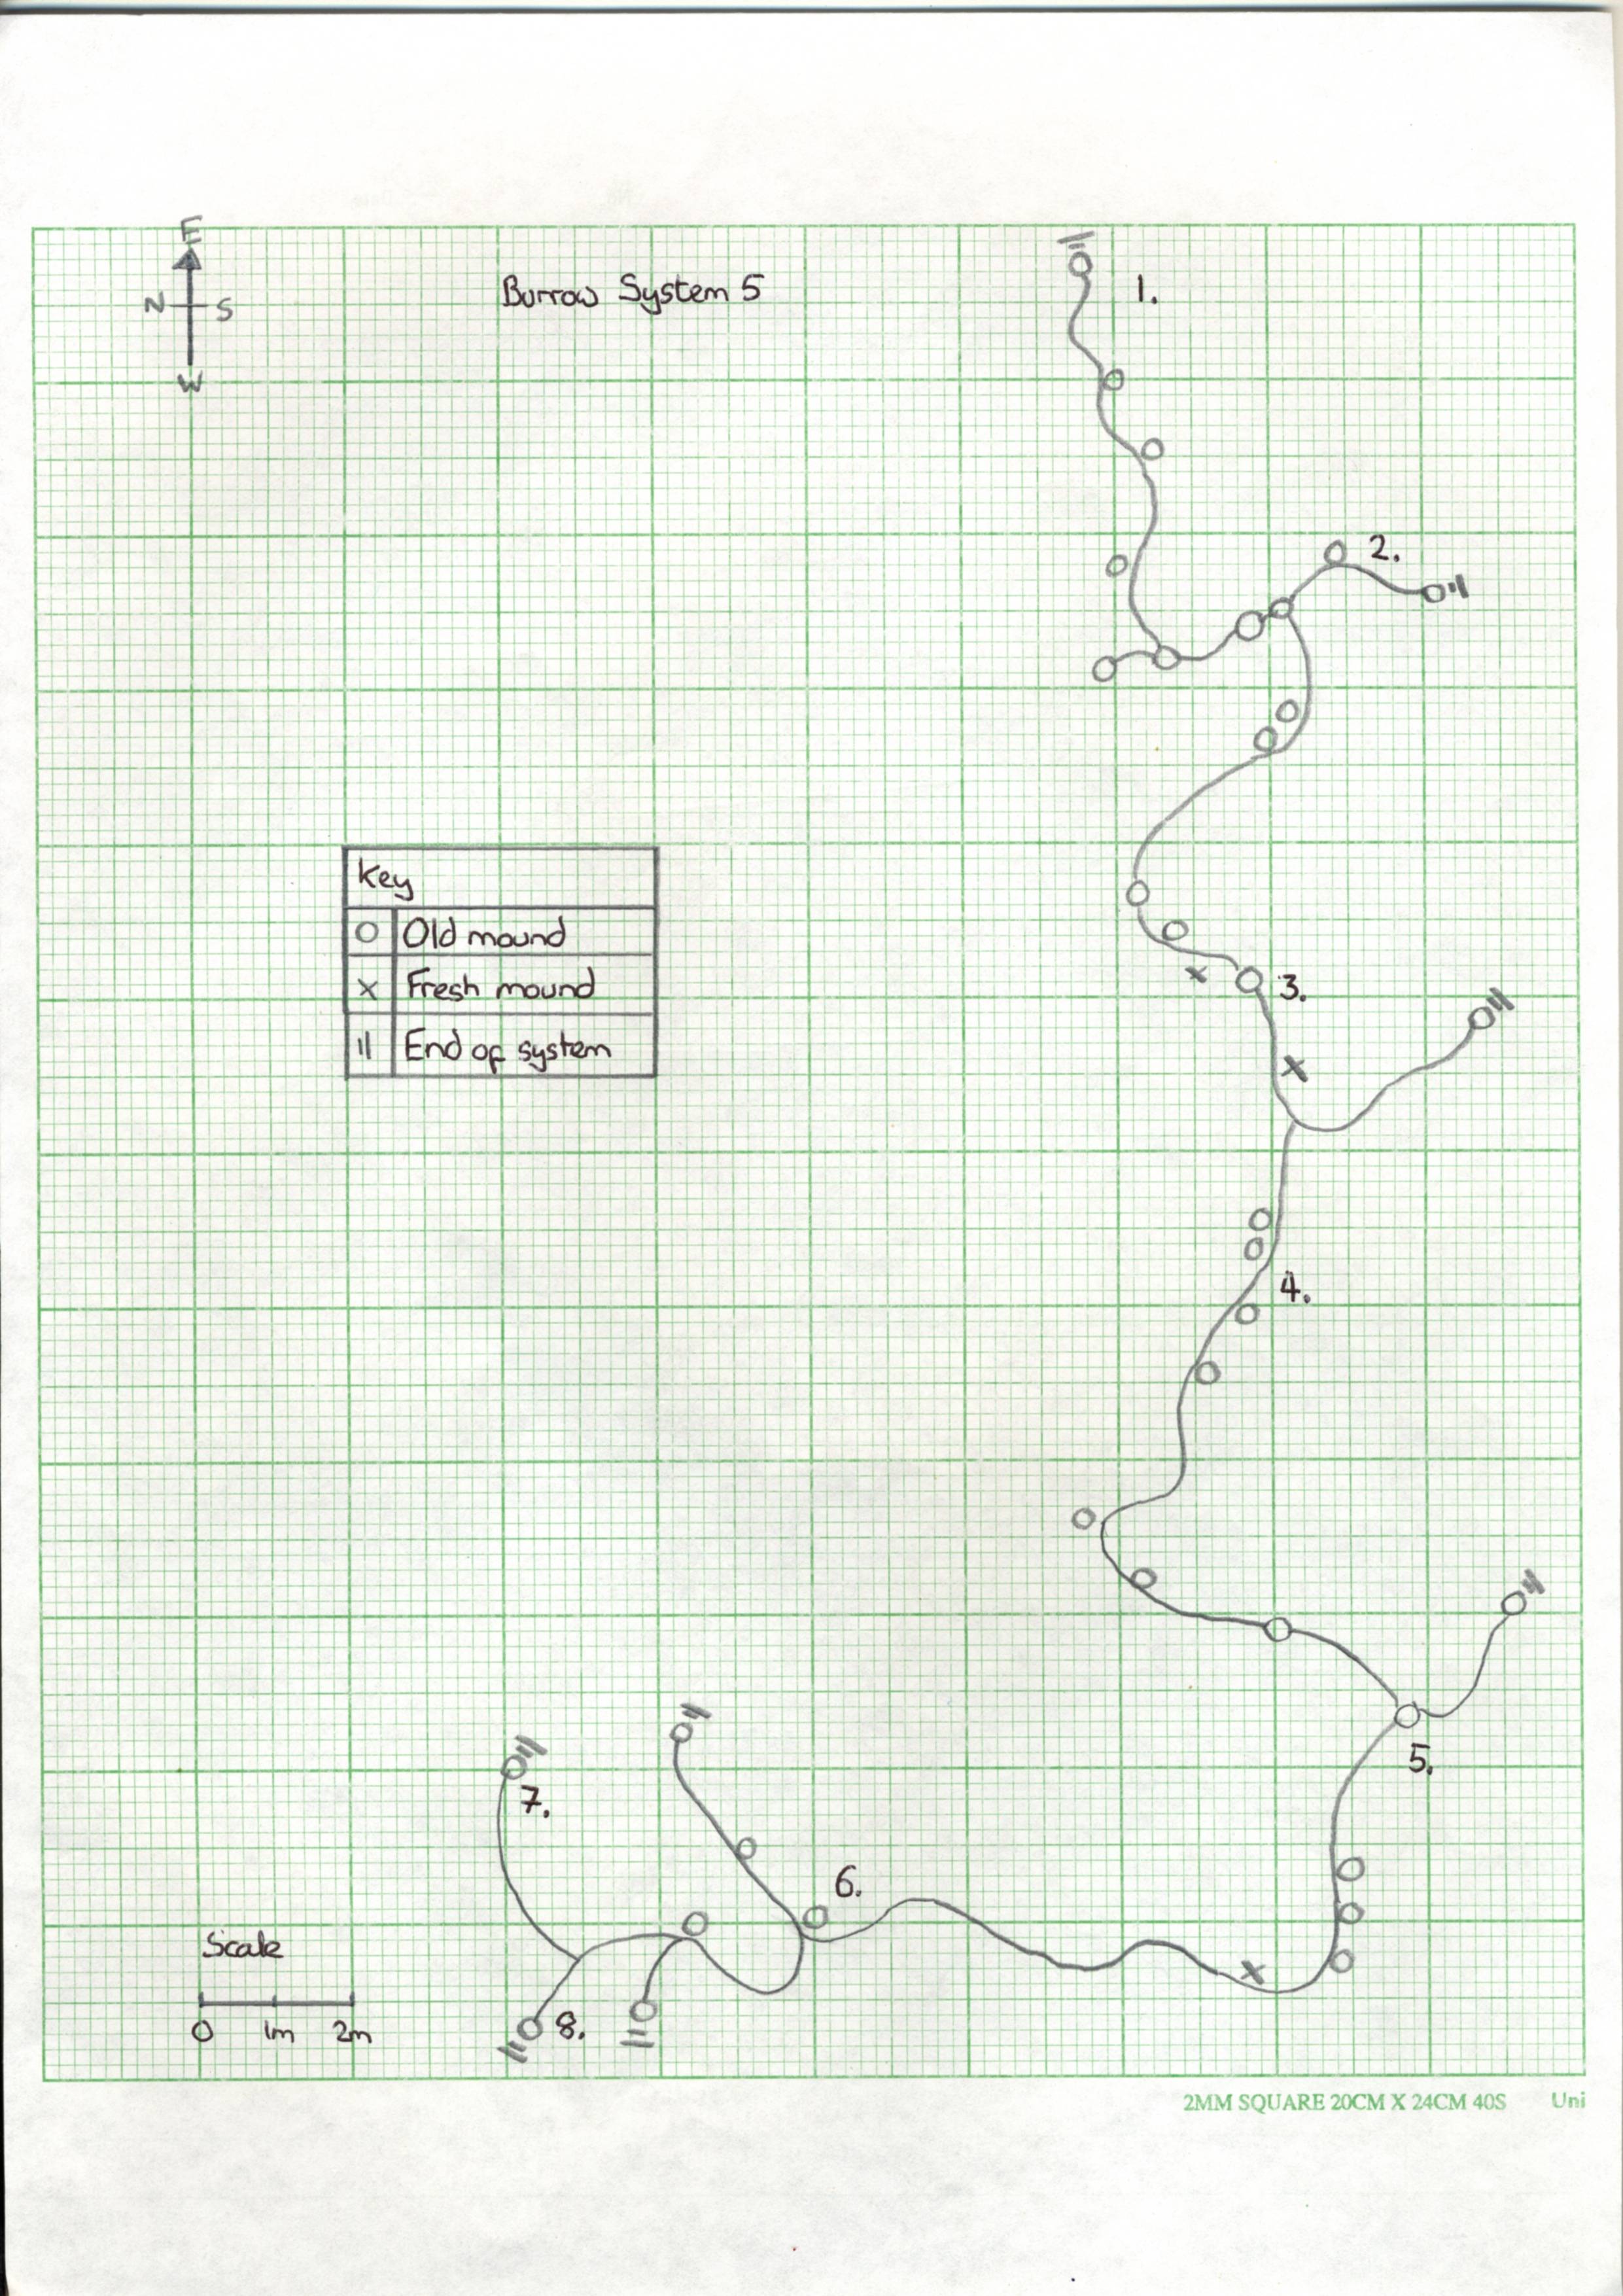 E
N S
W
Burrow System 5
1.
2.
Key
O Old mound
x Fresh mound
11 End of system
3.
4.
5.
6.
7.
8.
Scale
0 1m 2m
2MM SQUARE 20CM X 24CM 40S Uni